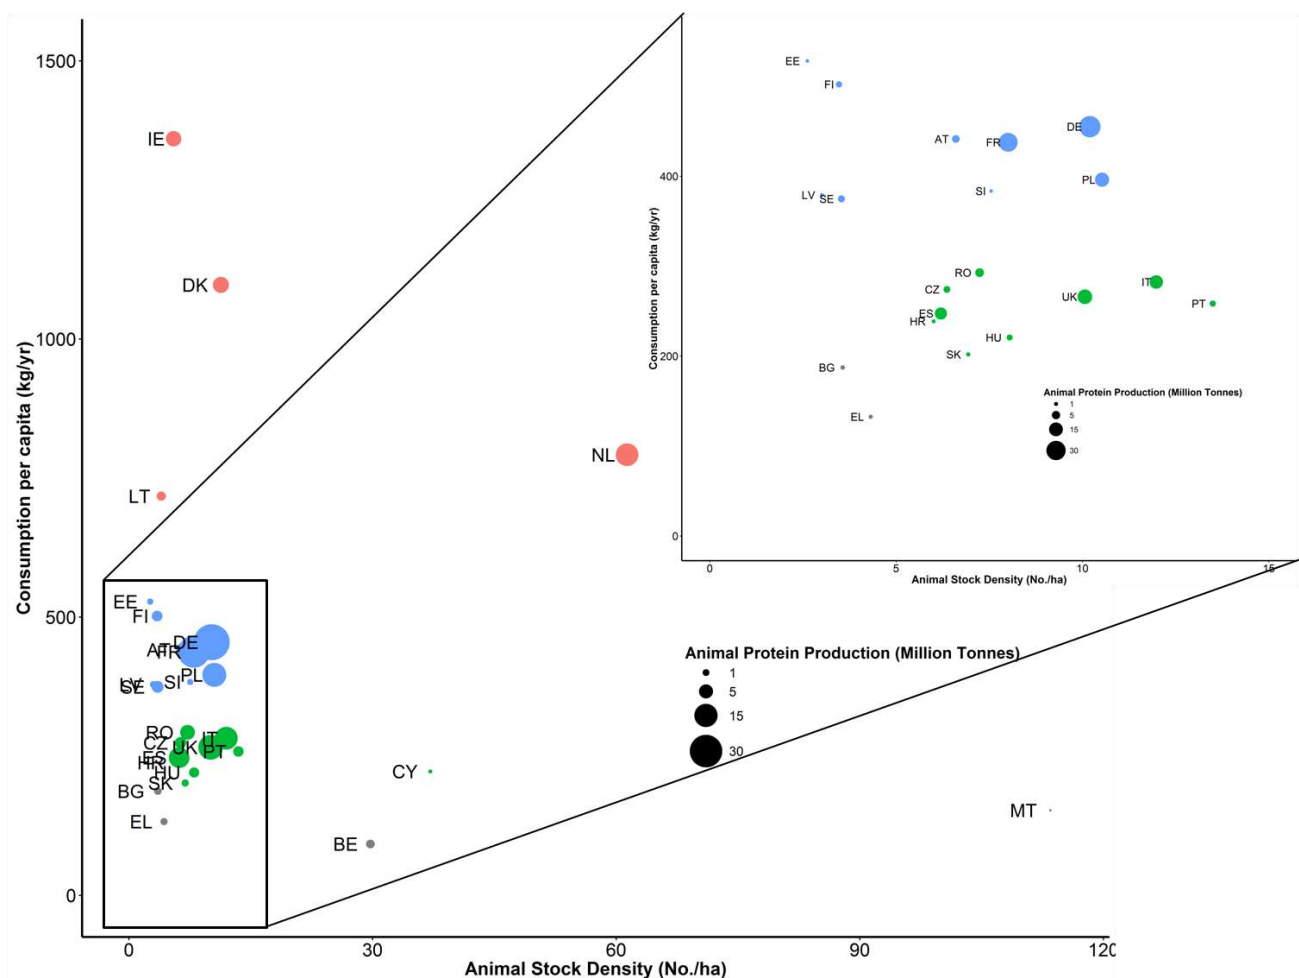 1500
1000
500
0
Consumption per capita (kg/yr)
0
30
60
90
120
Animal Stock Density (No./ha)
IE
DK
NL
LT
EE
FI
DE
AT
FR
PL
SI
LV
SE
RO
IT
CZ
UK
PT
ES
HR
HU
SK
BG
EL
CY
BE
MT
Animal Protein Production (Million Tonnes)
1
5
15
30
400
200
0
Consumption per capita (kg/yr)
0
5
10
15
Animal Stock Density (No./ha)
EE
FI
DE
AT
FR
PL
LV
SE
SI
RO
IT
CZ
UK
PT
ES
HR
HU
SK
BG
EL
Animal Protein Production (Million Tonnes)
1
5
15
30